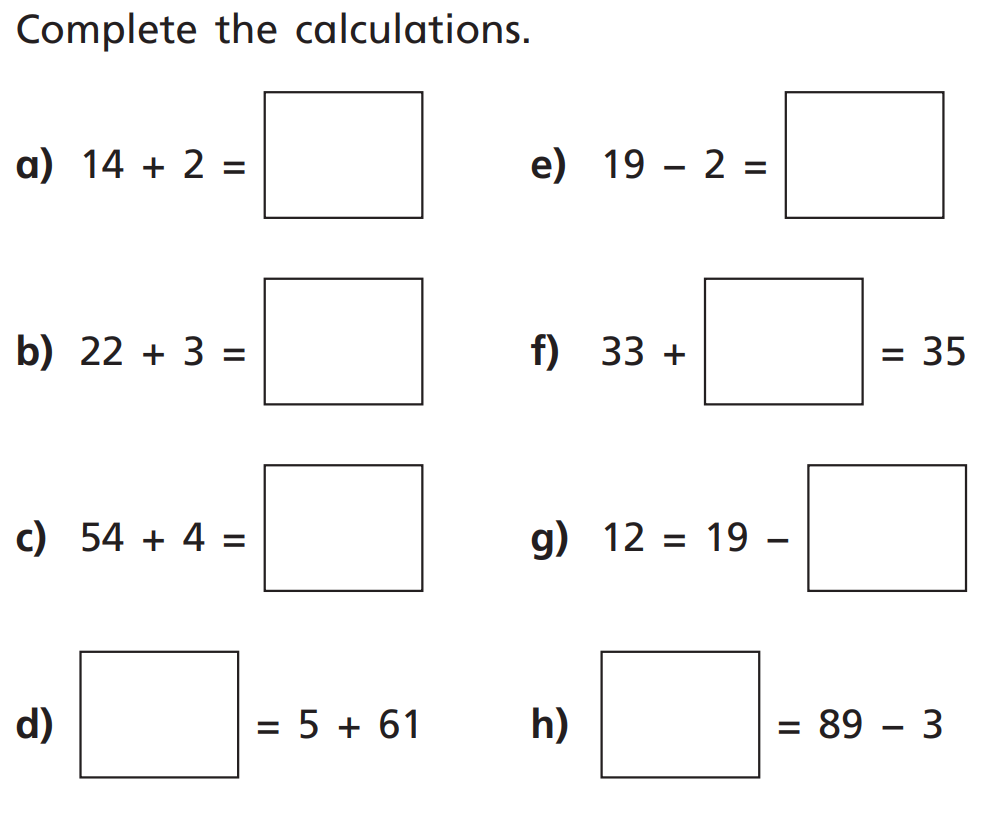 Complete the calculations.
a) 14 + 2 =
e) 19 – 2 =
b) 22 + 3 =
f) 33 + = 35
c) 54 + 4 =
g) 12 = 19 –
d) = 5 + 61
h) = 89 – 3